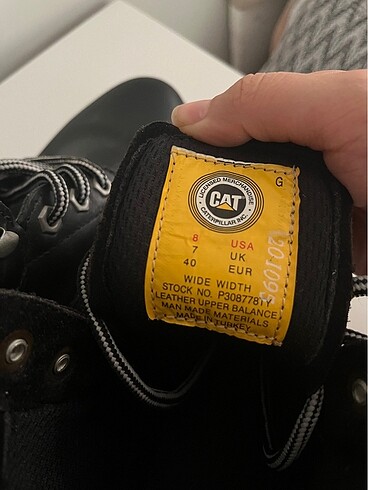 LICENSED MERCHANDISE
CAT
CATERPILLAR INC.
G
8 USA
7 UK
40 EUR
WIDE WIDTH
STOCK NO. P308778TY
LEATHER UPPER BALANCE
MAN MADE MATERIALS
MADE IN TURKEY